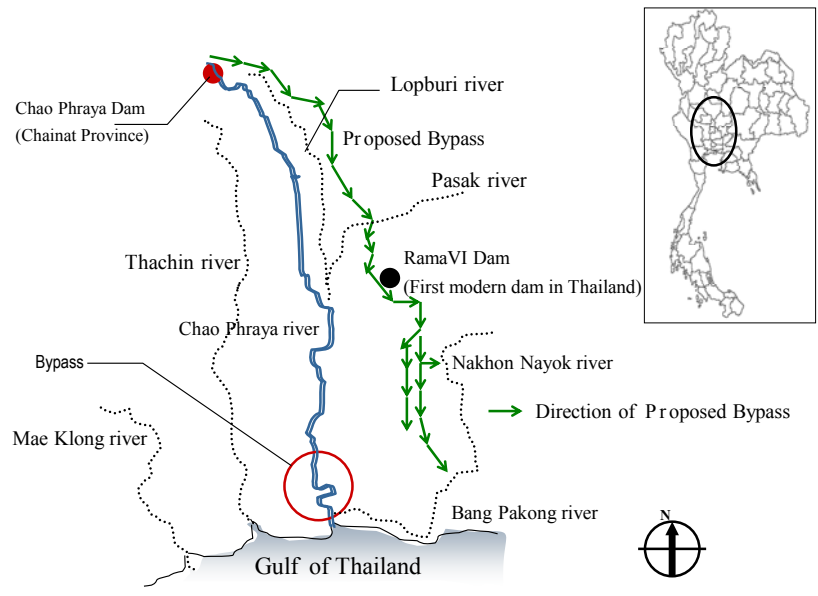 Lopburi river
Chao Phraya Dam
(Chainat Province)
Proposed Bypass
Pasak river
Thachin river
RamaVI Dam
(First modern dam in Thailand)
Chao Phraya river
Bypass
Nakhon Nayok river
Direction of Proposed Bypass
Mae Klong river
Bang Pakong river
N
Gulf of Thailand